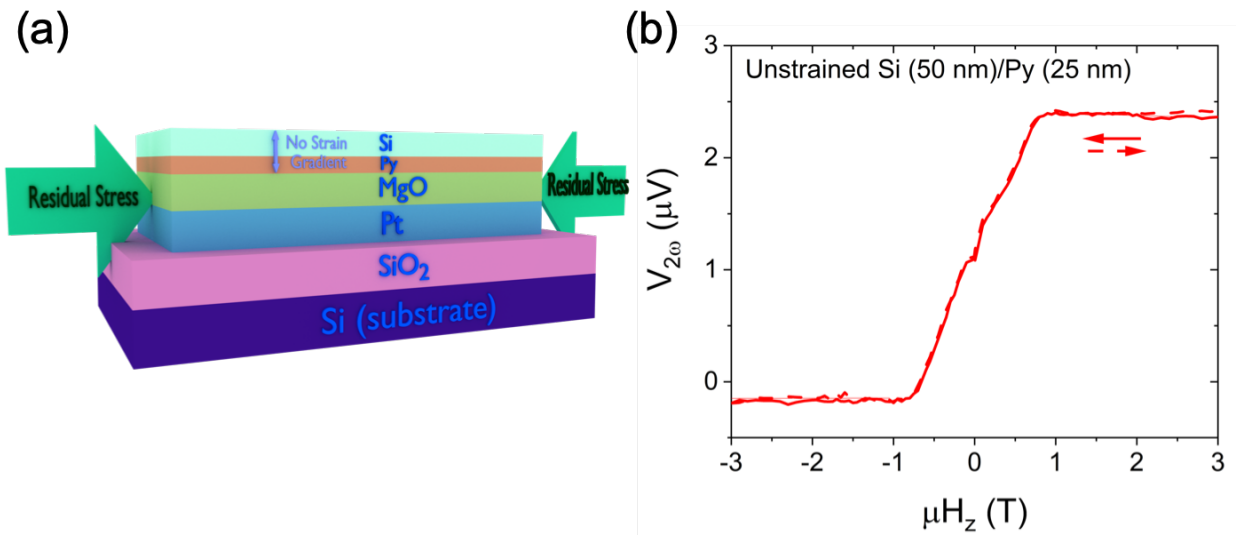 (a)
No Strain
Gradient
Si
Py
MgO
Pt
SiO₂
Si (substrate)
Residual Stress
Residual Stress
(b)
Unstrained Si (50 nm)/Py (25 nm)
V₂ω (μV)
3
2
1
0
-3
-2
-1
0
1
2
3
μHz (T)